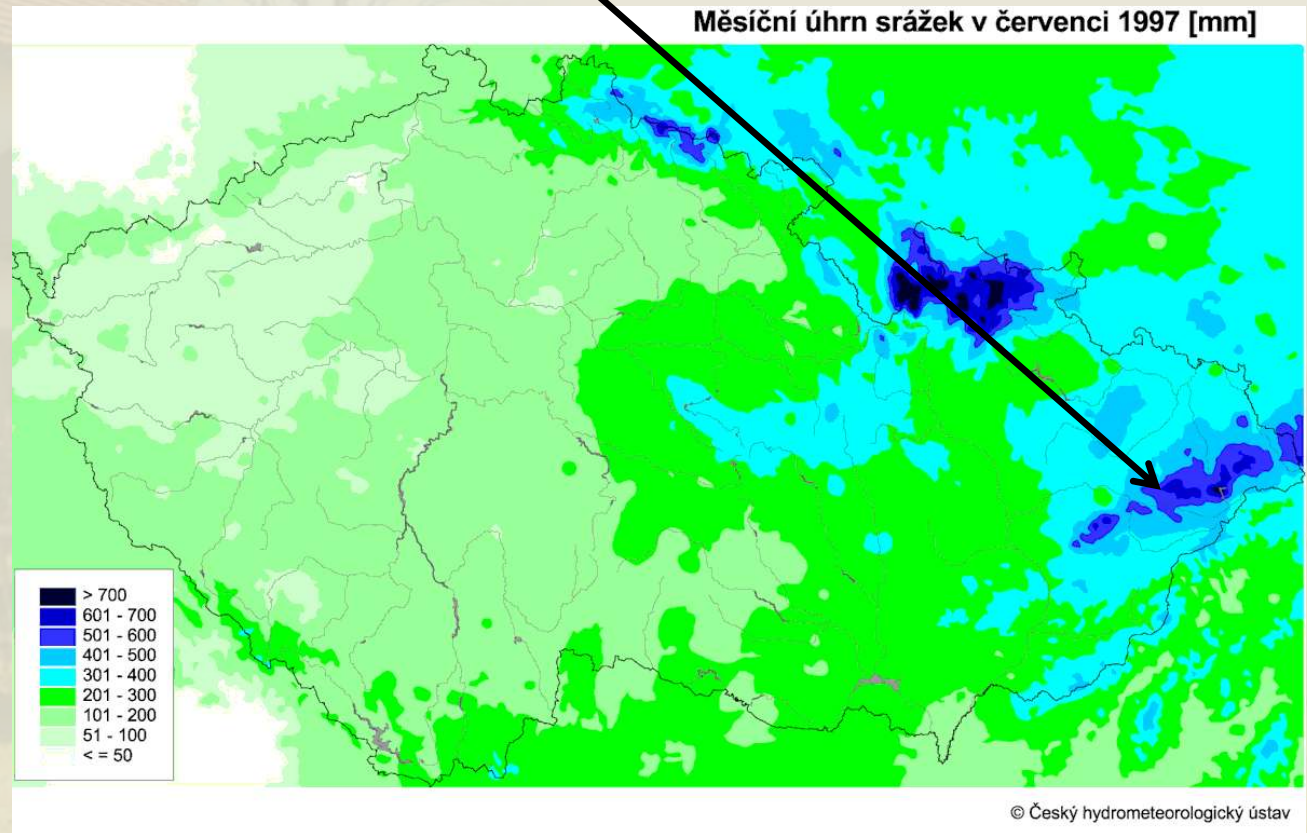 Měsíční úhrn srážek v červenci 1997 [mm]
> 700
601 - 700
501 - 600
401 - 500
301 - 400
201 - 300
101 - 200
51 - 100
< = 50
© Český hydrometeorologický ústav